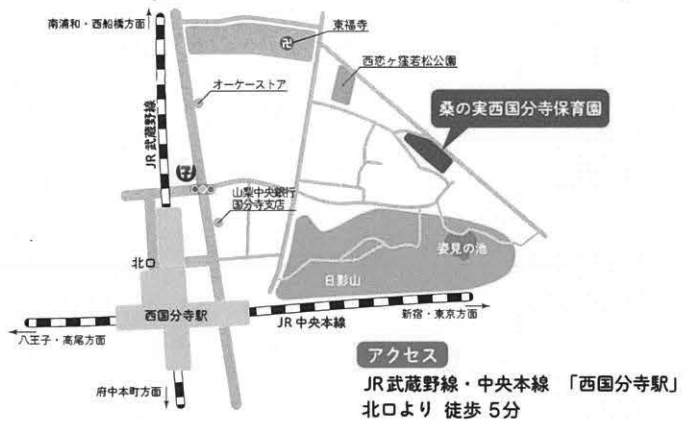 南浦和・西船橋方面
東福寺
卍
西恋ヶ窪若松公園
オーケーストア
桑の実西国分寺保育園
JR 武蔵野線
山梨中央銀行
国分寺支店
北口
姿見の池
日影山
西国分寺駅
JR 中央本線
新宿・東京方面
八王子・高尾方面
府中本町方面
アクセス
JR武蔵野線・中央本線 「西国分寺駅」
北口より 徒歩 5分